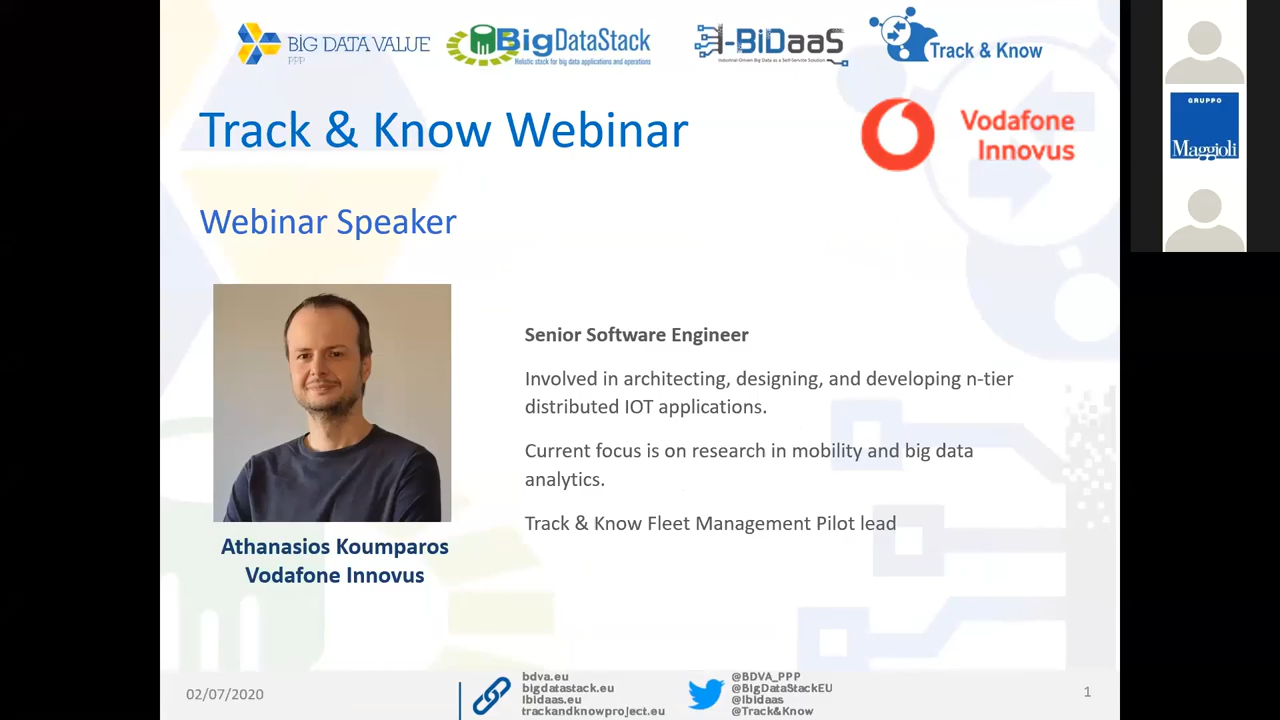 BIG DATA VALUE
PPP
BigDataStack
Holistic stack for big data applications and operations
I-BiDaaS
Industrial-Driven Big Data as a Self-Service Solution
Track & Know
Track & Know Webinar
Vodafone
Innovus
GRUPPO
Maggioli
Webinar Speaker
Senior Software Engineer
Involved in architecting, designing, and developing n-tier
distributed IOT applications.
Current focus is on research in mobility and big data
analytics.
Track & Know Fleet Management Pilot lead
Athanasios Koumparos
Vodafone Innovus
02/07/2020
bdva.eu
bigdatastack.eu
Ibidaas.eu
trackandknowproject.eu
@BDVA_PPP
@BigDataStackEU
@Ibidaas
@Track&Know
1